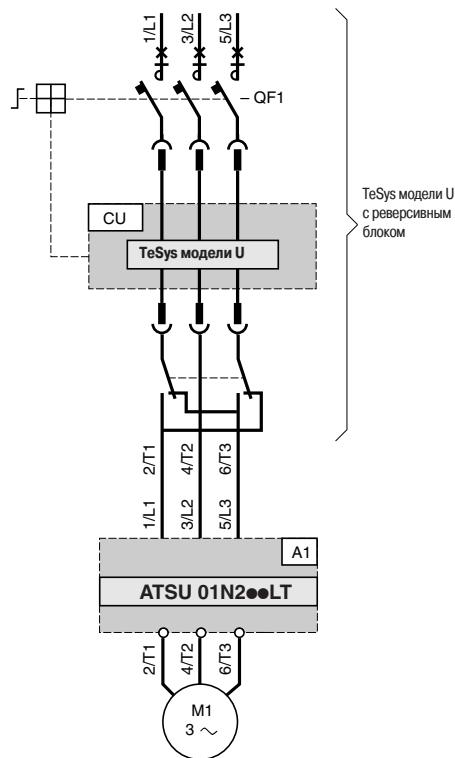 1/L1
3/L2
5/L3
QF1
CU
TeSys модели U
TeSys модели U
с реверсивным
блоком
2/T1
4/T2
6/T3
1/L1
3/L2
5/L3
A1
ATSU 01N2●●LT
2/T1
4/T2
6/T3
M1
3 ~